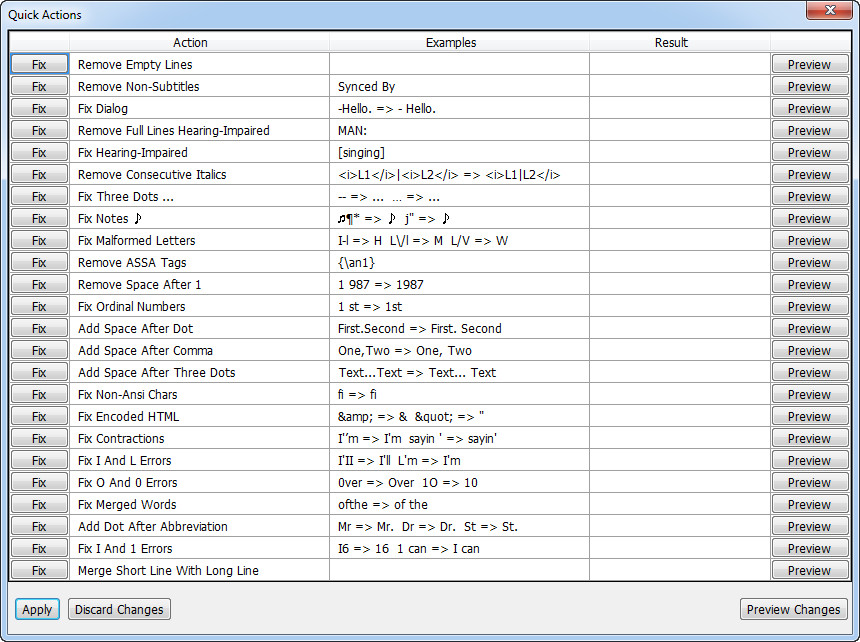 Quick Actions
Action Examples Result
Fix Remove Empty Lines Preview
Fix Remove Non-Subtitles Synced By Preview
Fix Fix Dialog -Hello. => - Hello. Preview
Fix Remove Full Lines Hearing-Impaired MAN: Preview
Fix Fix Hearing-Impaired [singing] Preview
Fix Remove Consecutive Italics <i>L1</i>|<i>L2</i> => <i>L1|L2</i> Preview
Fix Fix Three Dots ... -- => ... … => ... Preview
Fix Fix Notes ♪ ♫¶* => ♪ j" => ♪ Preview
Fix Fix Malformed Letters I-l => H L\/l => M L/V => W Preview
Fix Remove ASSA Tags {\an1} Preview
Fix Remove Space After 1 1 987 => 1987 Preview
Fix Fix Ordinal Numbers 1 st => 1st Preview
Fix Add Space After Dot First.Second => First. Second Preview
Fix Add Space After Comma One,Two => One, Two Preview
Fix Add Space After Three Dots Text...Text => Text... Text Preview
Fix Fix Non-Ansi Chars ﬁ => fi Preview
Fix Fix Encoded HTML &amp; => & &quot; => " Preview
Fix Fix Contractions I'’m => I'm sayin ' => sayin' Preview
Fix Fix I And L Errors I'II => I'll L'm => I'm Preview
Fix Fix O And 0 Errors 0ver => Over 1O => 10 Preview
Fix Fix Merged Words ofthe => of the Preview
Fix Add Dot After Abbreviation Mr => Mr. Dr => Dr. St => St. Preview
Fix Fix I And 1 Errors I6 => 16 1 can => I can Preview
Fix Merge Short Line With Long Line Preview
Apply Discard Changes Preview Changes